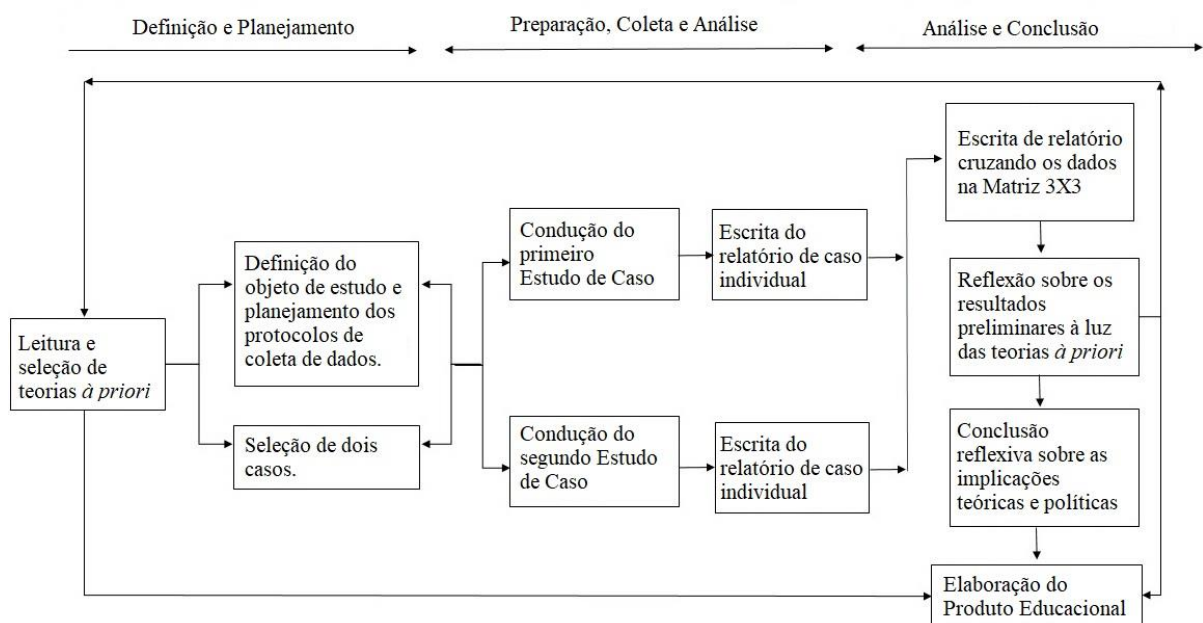 Definição e Planejamento
Preparação, Coleta e Análise
Análise e Conclusão
Leitura e
seleção de
teorias à priori
Definição do
objeto de estudo e
planejamento dos
protocolos de
coleta de dados.
Seleção de dois
casos.
Condução do
primeiro
Estudo de Caso
Escrita do
relatório de caso
individual
Condução do
segundo Estudo
de Caso
Escrita do
relatório de caso
individual
Escrita de relatório
cruzando os dados
na Matriz 3X3
Reflexão sobre os
resultados
preliminares à luz
das teorias à priori
Conclusão
reflexiva sobre as
implicações
teóricas e políticas
Elaboração do
Produto Educacional